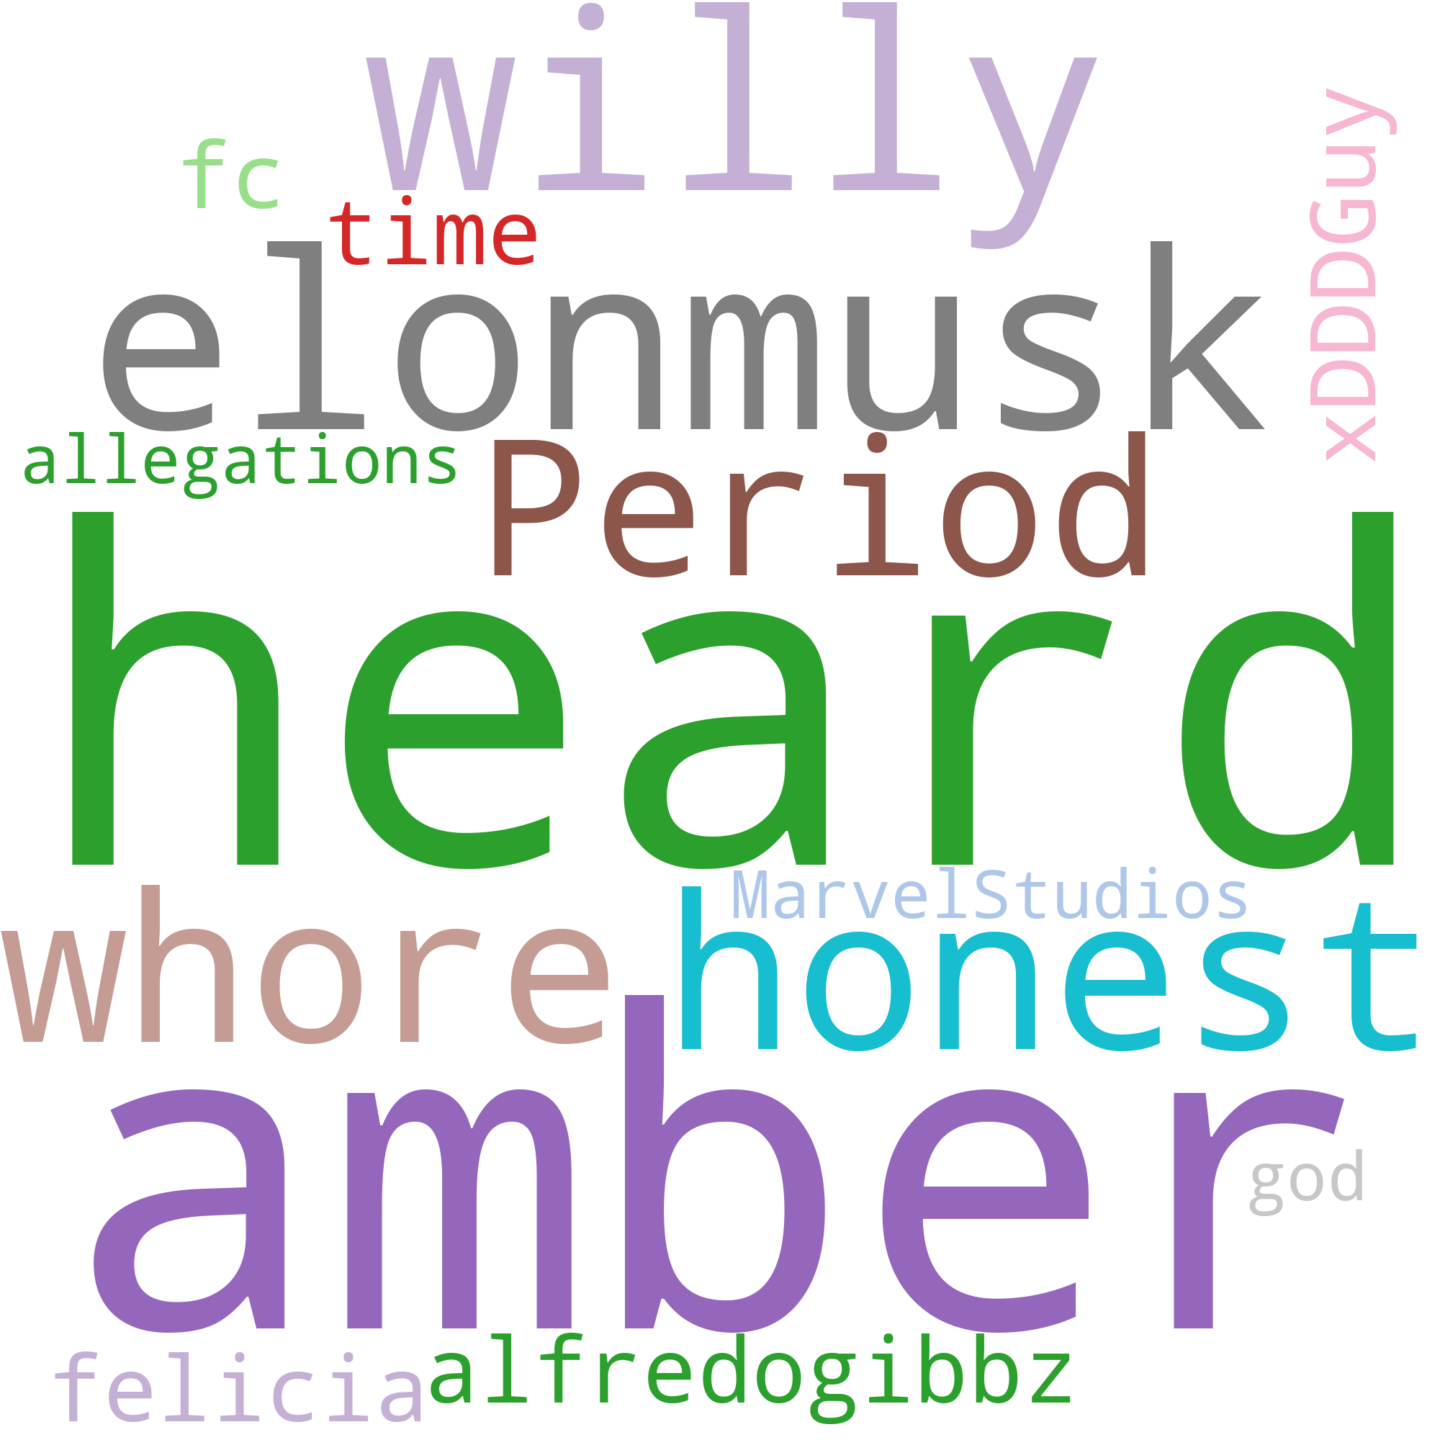 willy
fc
xDDDGuy
time
elonmusk
allegations
Period
heard
MarvelStudios
whore
honest
amber
god
felicia
alfredogibbz